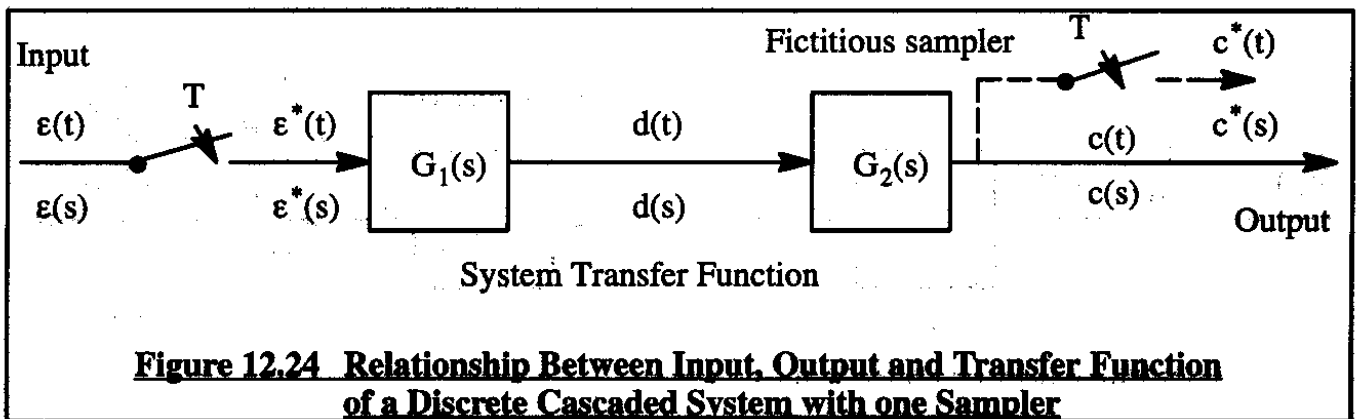 Input
Fictitious sampler
T
c*(t)
c*(s)
ε(t)
T
ε*(t)
d(t)
c(t)
G₁(s)
G₂(s)
ε(s)
ε*(s)
d(s)
c(s)
Output
System Transfer Function
Figure 12.24 Relationship Between Input, Output and Transfer Function
of a Discrete Cascaded System with one Sampler